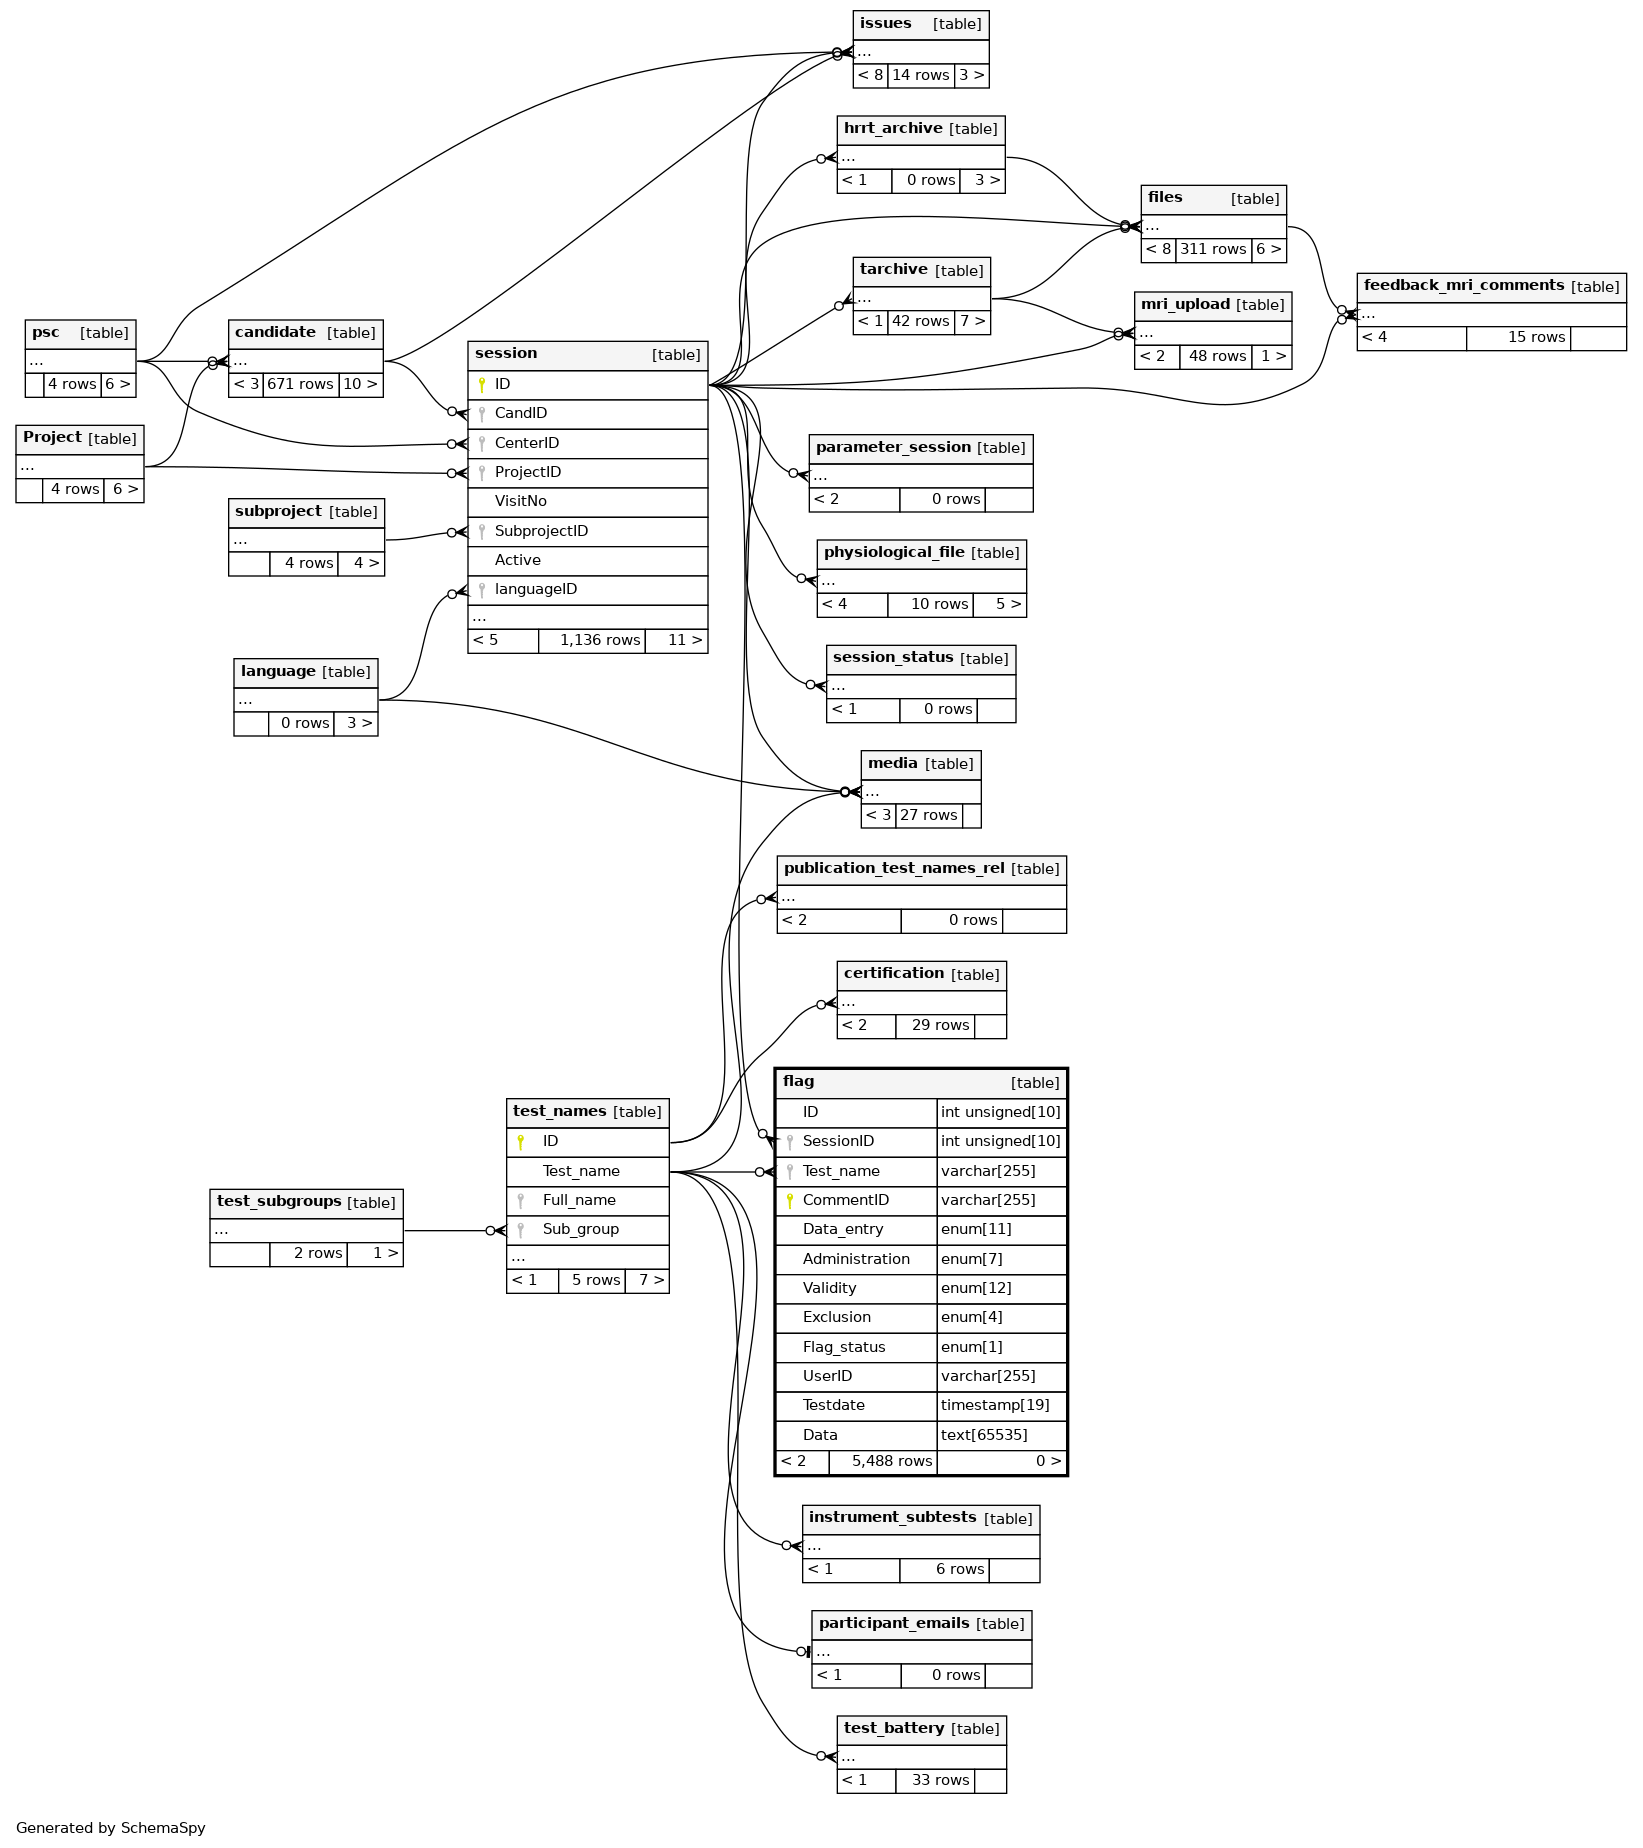 issues [table]
...
< 8 14 rows 3 >
hrrt_archive [table]
...
< 1 0 rows 3 >
files [table]
...
< 8 311 rows 6 >
tarchive [table]
...
< 1 42 rows 7 >
mri_upload [table]
...
< 2 48 rows 1 >
feedback_mri_comments [table]
...
< 4 15 rows
psc [table]
...
4 rows 6 >
candidate [table]
...
< 3 671 rows 10 >
Project [table]
...
4 rows 6 >
subproject [table]
...
4 rows 4 >
language [table]
...
0 rows 3 >
session [table]
ID
CandID
CenterID
ProjectID
VisitNo
SubprojectID
Active
languageID
...
< 5 1,136 rows 11 >
parameter_session [table]
...
< 2 0 rows
physiological_file [table]
...
< 4 10 rows 5 >
session_status [table]
...
< 1 0 rows
media [table]
...
< 3 27 rows
publication_test_names_rel [table]
...
< 2 0 rows
certification [table]
...
< 2 29 rows
test_subgroups [table]
...
2 rows 1 >
test_names [table]
ID
Test_name
Full_name
Sub_group
...
< 1 5 rows 7 >
flag [table]
ID int unsigned[10]
SessionID int unsigned[10]
Test_name varchar[255]
CommentID varchar[255]
Data_entry enum[11]
Administration enum[7]
Validity enum[12]
Exclusion enum[4]
Flag_status enum[1]
UserID varchar[255]
Testdate timestamp[19]
Data text[65535]
< 2 5,488 rows 0 >
instrument_subtests [table]
...
< 1 6 rows
participant_emails [table]
...
< 1 0 rows
test_battery [table]
...
< 1 33 rows
Generated by SchemaSpy